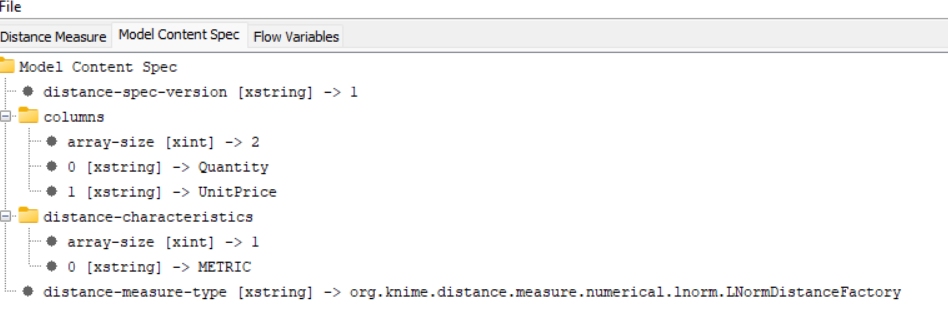 File
Distance Measure Model Content Spec Flow Variables
Model Content Spec
distance-spec-version [xstring] -> 1
columns
array-size [xint] -> 2
0 [xstring] -> Quantity
1 [xstring] -> UnitPrice
distance-characteristics
array-size [xint] -> 1
0 [xstring] -> METRIC
distance-measure-type [xstring] -> org.knime.distance.measure.numerical.lnorm.LNormDistanceFactory